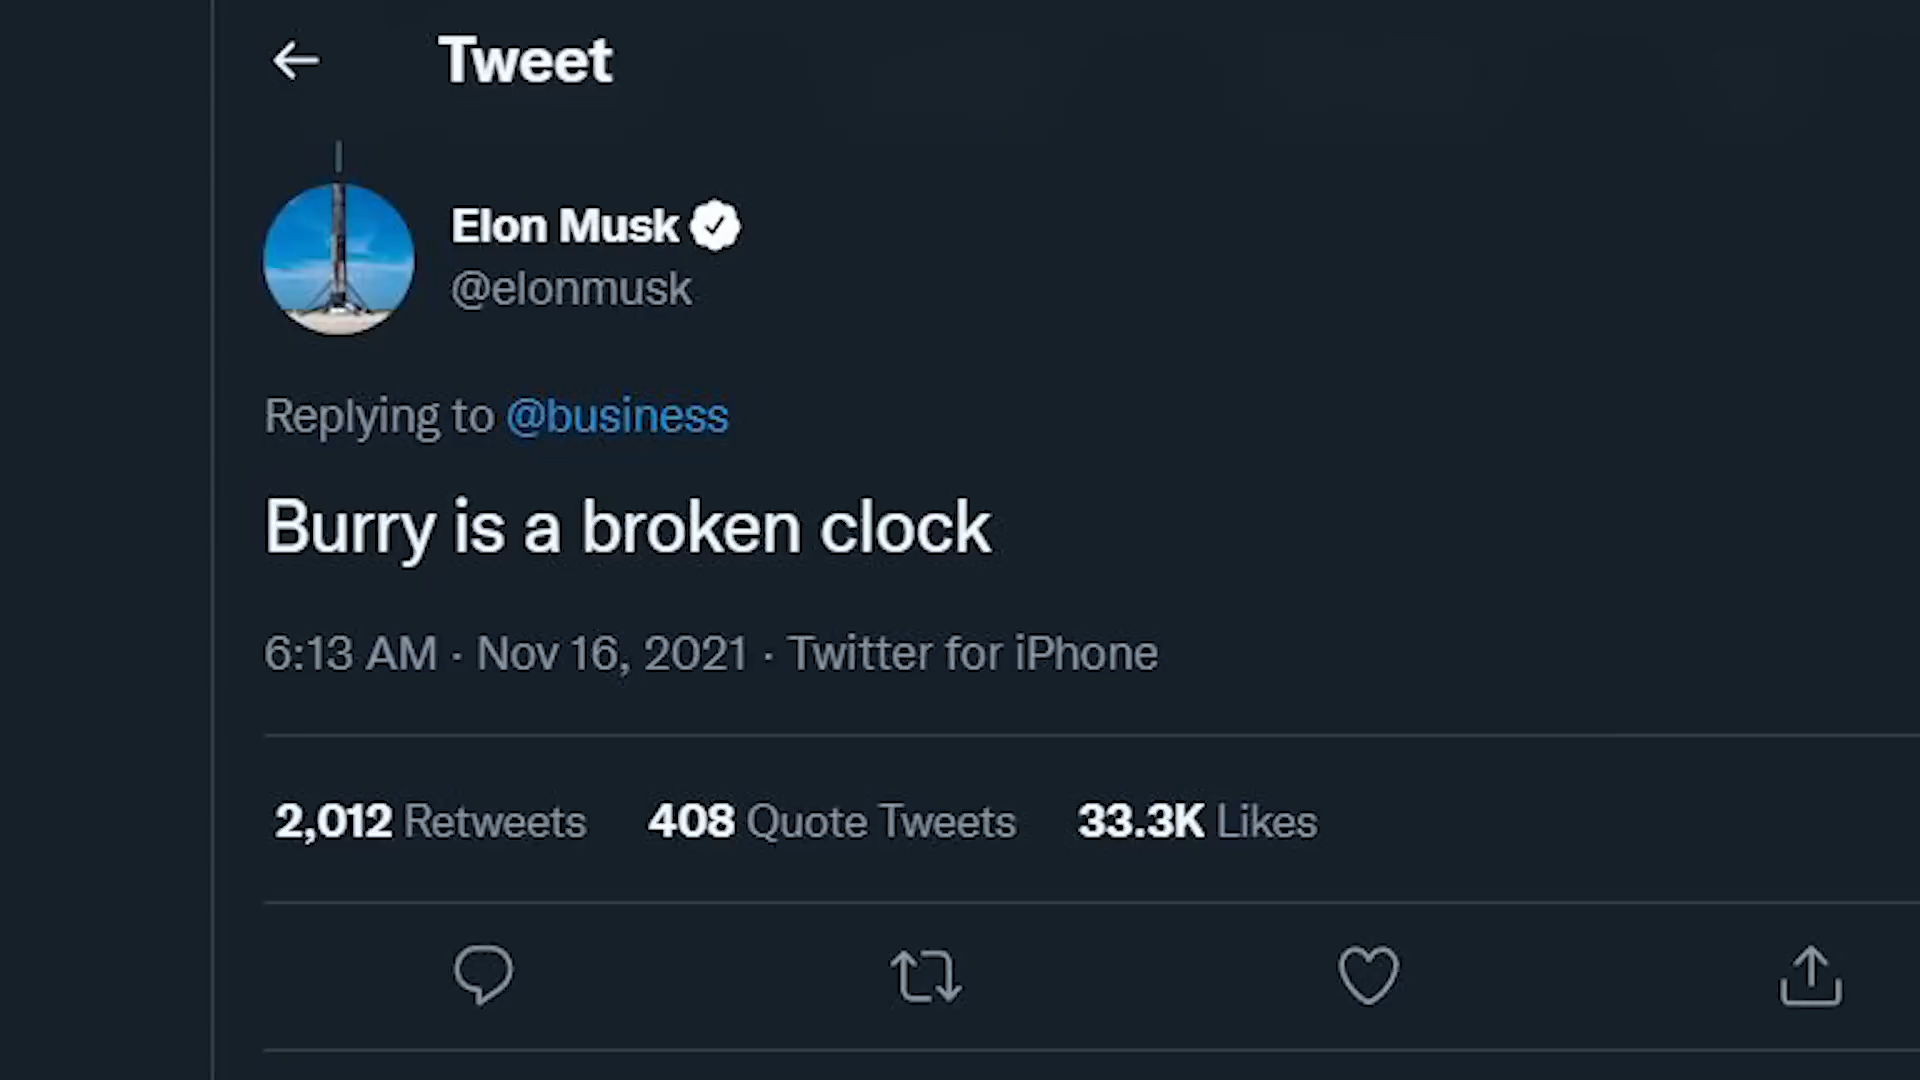 Tweet
Elon Musk
@elonmusk
Replying to @business
Burry is a broken clock
6:13 AM · Nov 16, 2021 · Twitter for iPhone
2,012 Retweets 408 Quote Tweets 33.3K Likes